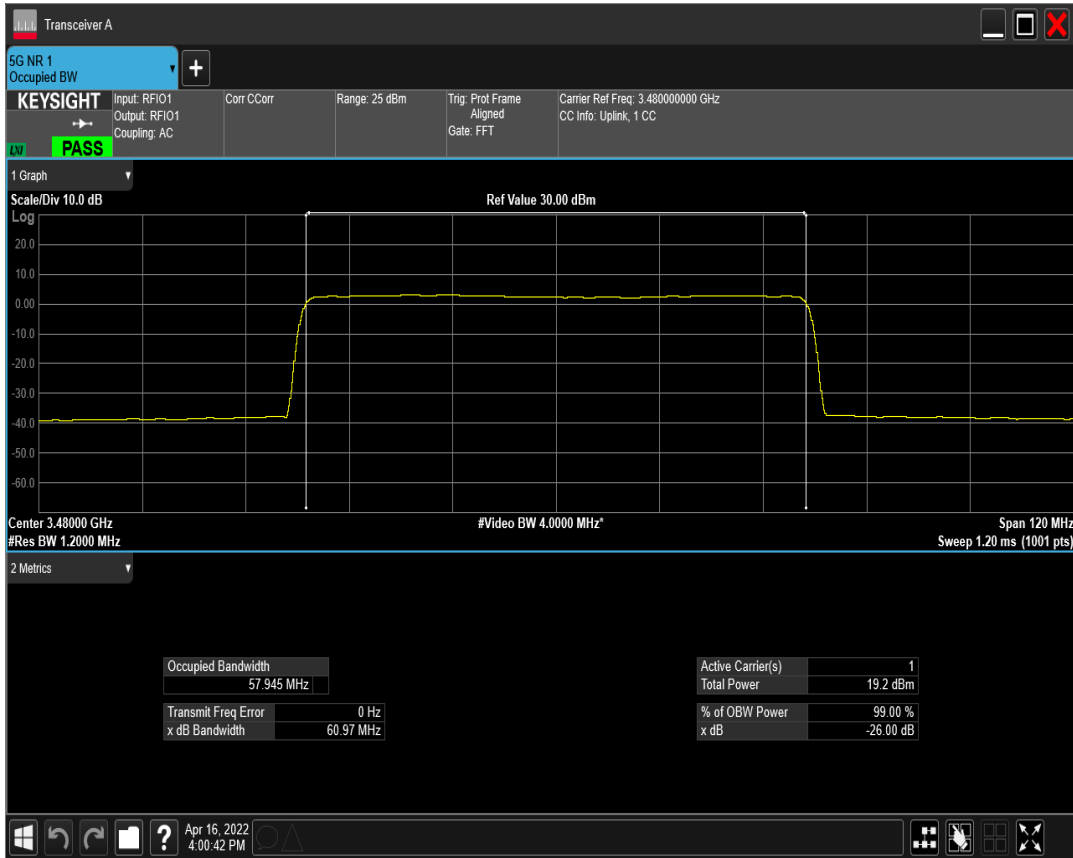 Transceiver A
5G NR 1
Occupied BW
KEYSIGHT
Input: RFIO1
Output: RFIO1
Coupling: AC
Corr CCorr
Range: 25 dBm
Trig: Prot Frame
Aligned
Gate: FFT
Carrier Ref Freq: 3.480000000 GHz
CC Info: Uplink, 1 CC
LXI
PASS
1 Graph
Scale/Div 10.0 dB
Ref Value 30.00 dBm
Log
20.0
10.0
0.00
-10.0
-20.0
-30.0
-40.0
-50.0
-60.0
Center 3.48000 GHz
#Video BW 4.0000 MHz*
Span 120 MHz
#Res BW 1.2000 MHz
Sweep 1.20 ms (1001 pts)
2 Metrics
Occupied Bandwidth
57.945 MHz
Transmit Freq Error 0 Hz
x dB Bandwidth 60.97 MHz
Active Carrier(s) 1
Total Power 19.2 dBm
% of OBW Power 99.00 %
x dB -26.00 dB
?
Apr 16, 2022
4:00:42 PM